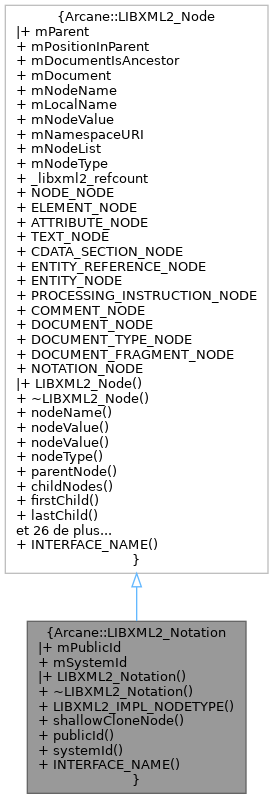 {Arcane::LIBXML2_Node
|+ mParent
+ mPositionInParent
+ mDocumentIsAncestor
+ mDocument
+ mNodeName
+ mLocalName
+ mNodeValue
+ mNamespaceURI
+ mNodeList
+ mNodeType
+ _libxml2_refcount
+ NODE_NODE
+ ELEMENT_NODE
+ ATTRIBUTE_NODE
+ TEXT_NODE
+ CDATA_SECTION_NODE
+ ENTITY_REFERENCE_NODE
+ ENTITY_NODE
+ PROCESSING_INSTRUCTION_NODE
+ COMMENT_NODE
+ DOCUMENT_NODE
+ DOCUMENT_TYPE_NODE
+ DOCUMENT_FRAGMENT_NODE
+ NOTATION_NODE
|+ LIBXML2_Node()
+ ~LIBXML2_Node()
+ nodeName()
+ nodeValue()
+ nodeValue()
+ nodeType()
+ parentNode()
+ childNodes()
+ firstChild()
+ lastChild()
et 26 de plus...
+ INTERFACE_NAME()
}
{Arcane::LIBXML2_Notation
|+ mPublicId
+ mSystemId
|+ LIBXML2_Notation()
+ ~LIBXML2_Notation()
+ LIBXML2_IMPL_NODETYPE()
+ shallowCloneNode()
+ publicId()
+ systemId()
+ INTERFACE_NAME()
}